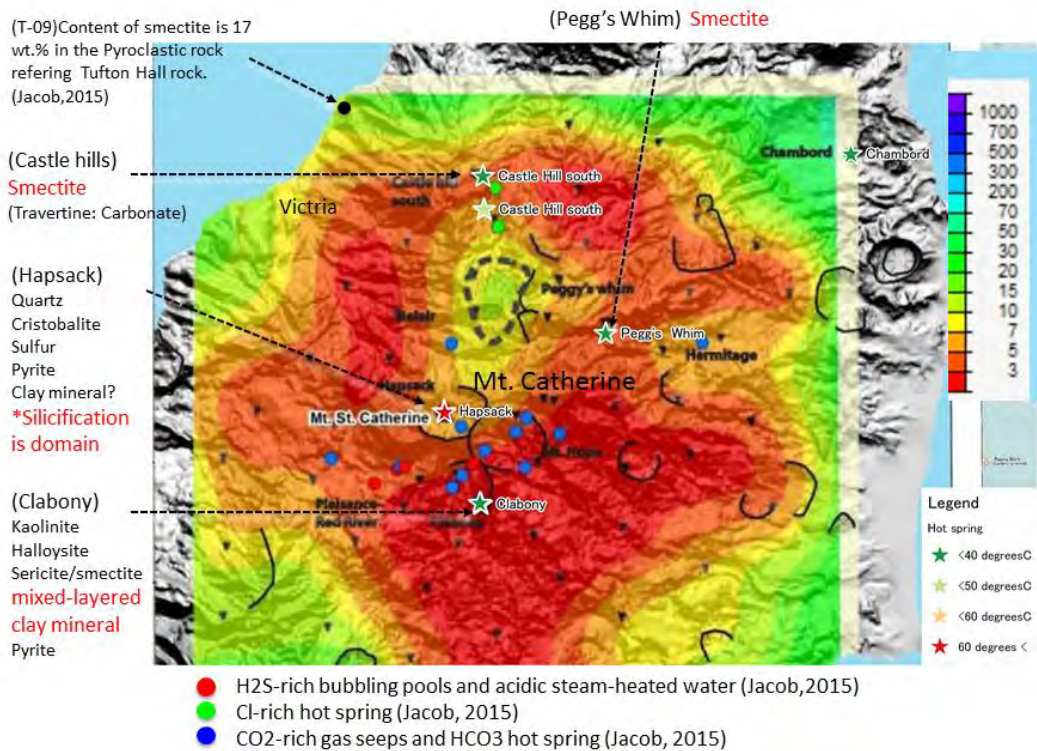 (Pegg's Whim) Smectite
(T-09)Content of smectite is 17
wt.% in the Pyroclastic rock
refering Tufton Hall rock.
(Jacob,2015)
(Castle hills)
Smectite
(Travertine: Carbonate)
(Hapsack)
Quartz
Cristobalite
Sulfur
Pyrite
Clay mineral?
*Silicification
is domain
(Clabony)
Kaolinite
Halloysite
Sericite/smectite
mixed-layered
clay mineral
Pyrite
Chambord
Chambord
Castle Hill south
Castle hill
south
Victria
Castle Hill south
Peggy's whim
Belair
Pegg's Whim
Hermitage
Mt. Catherine
Hapsack
Mt. St. Catherine
Hapsack
Mt. Hope
Plaisance
Red River
Clabony
1000
700
500
300
200
70
50
30
20
15
10
7
5
3
Legend
Hot spring
<40 degreesC
<50 degreesC
<60 degreesC
60 degrees <
H2S-rich bubbling pools and acidic steam-heated water (Jacob,2015)
Cl-rich hot spring (Jacob, 2015)
CO2-rich gas seeps and HCO3 hot spring (Jacob, 2015)